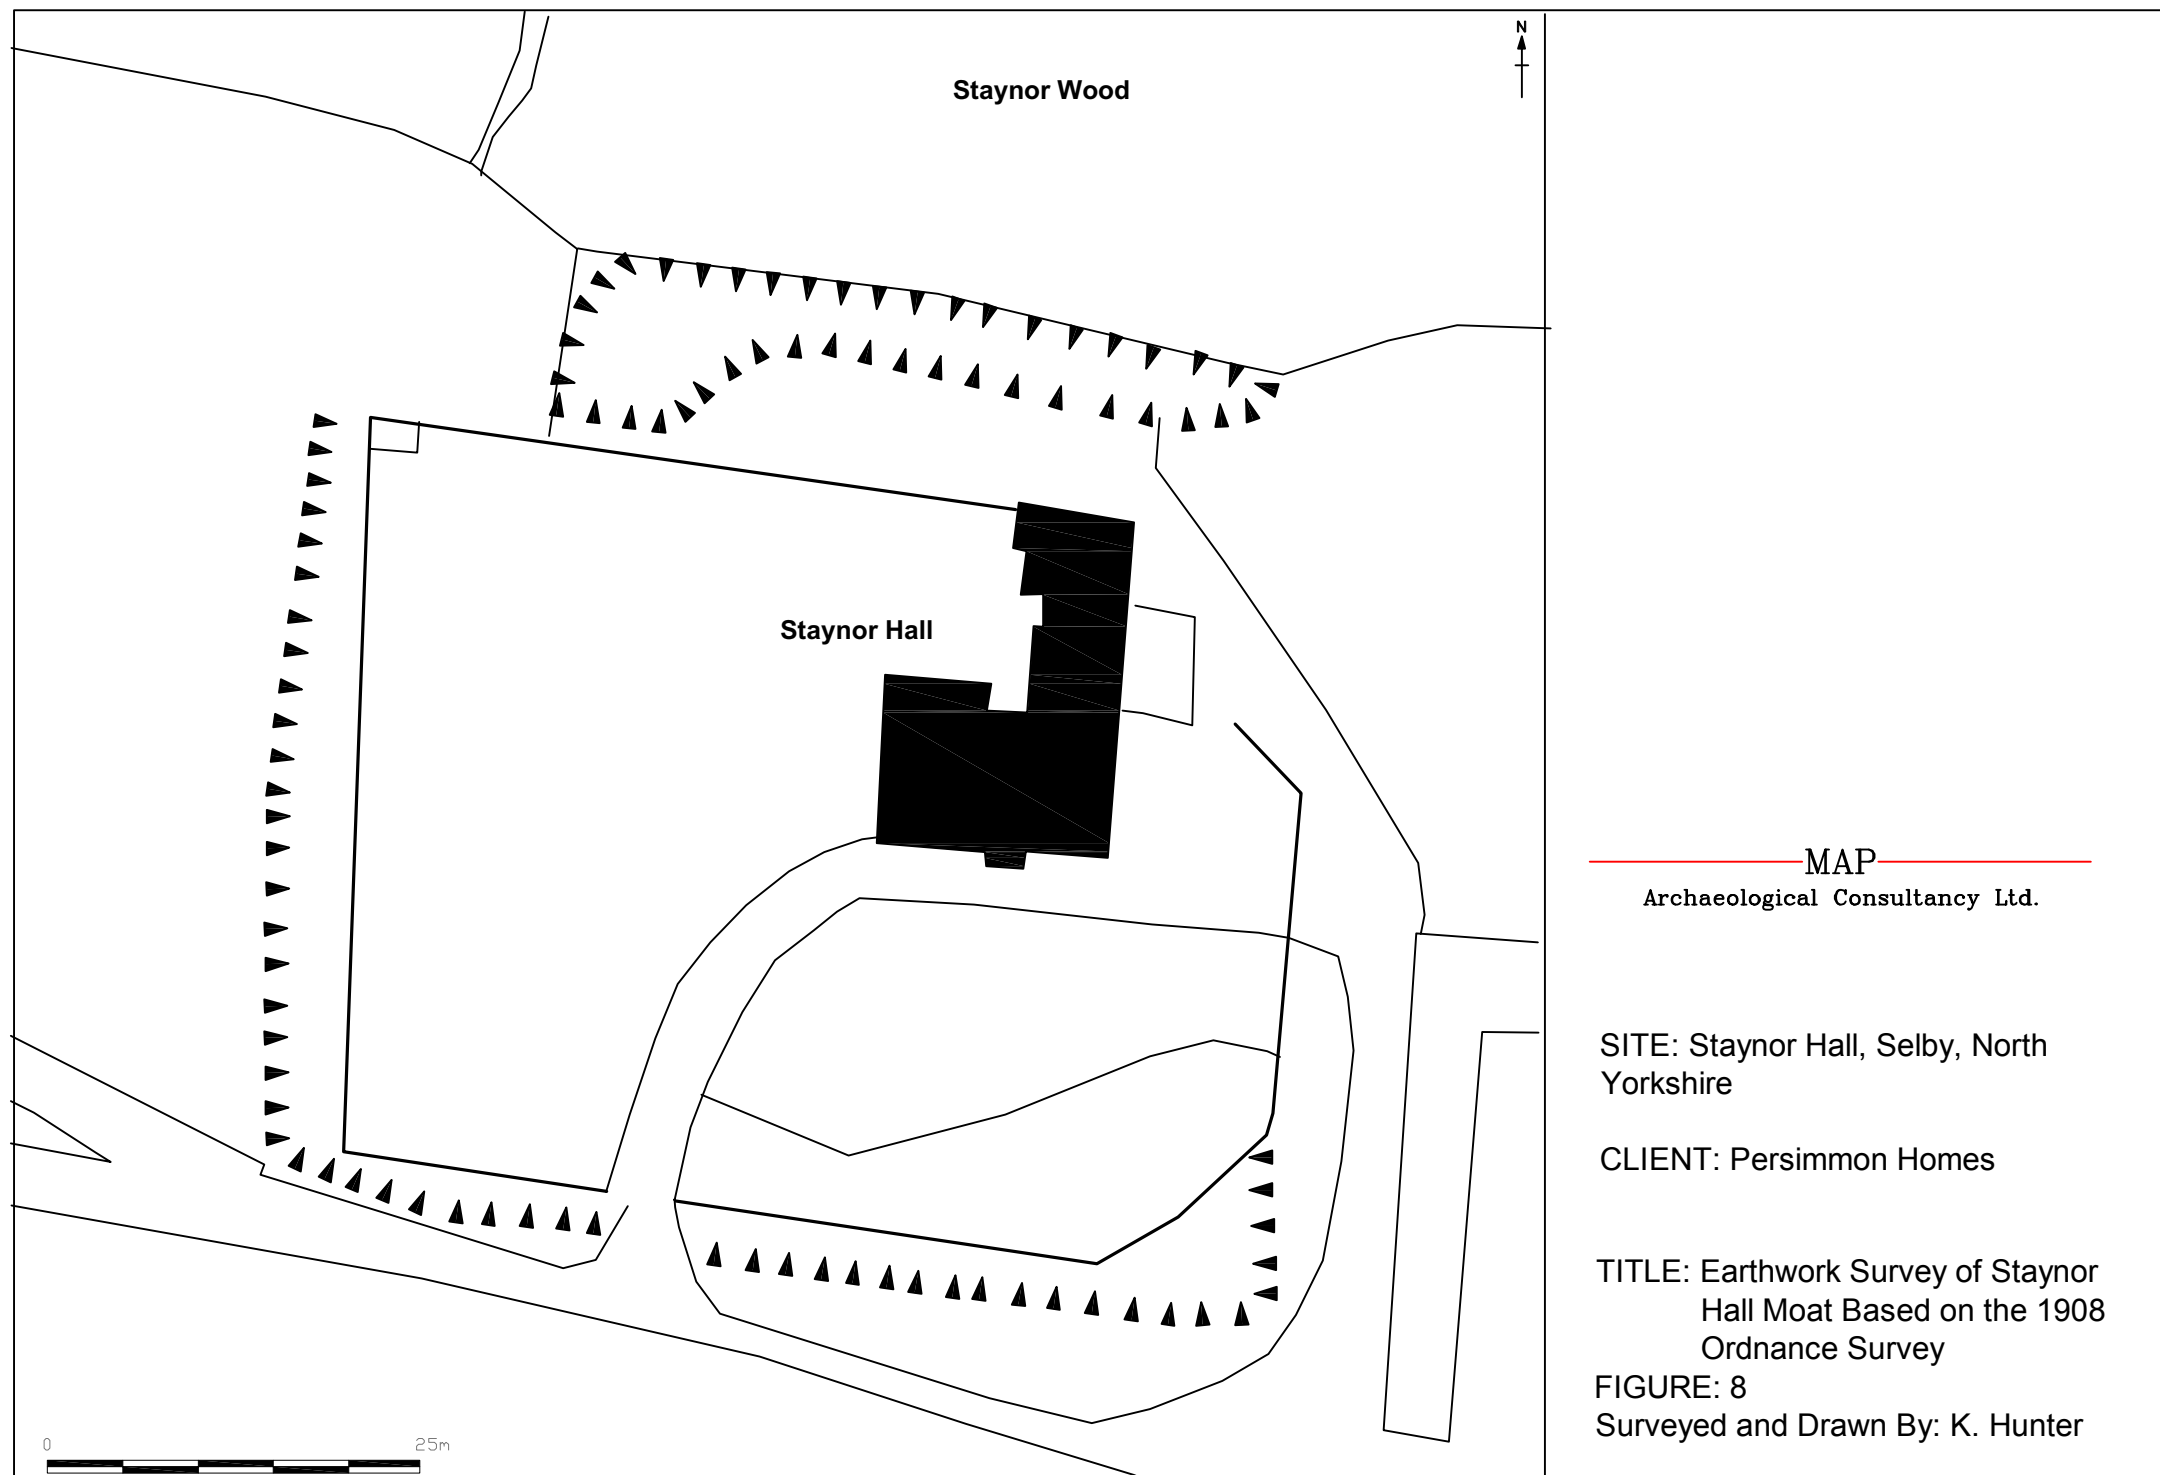 N
Staynor Wood
Staynor Hall
0 25m
MAP
Archaeological Consultancy Ltd.
SITE: Staynor Hall, Selby, North
Yorkshire
CLIENT: Persimmon Homes
TITLE: Earthwork Survey of Staynor
Hall Moat Based on the 1908
Ordnance Survey
FIGURE: 8
Surveyed and Drawn By: K. Hunter